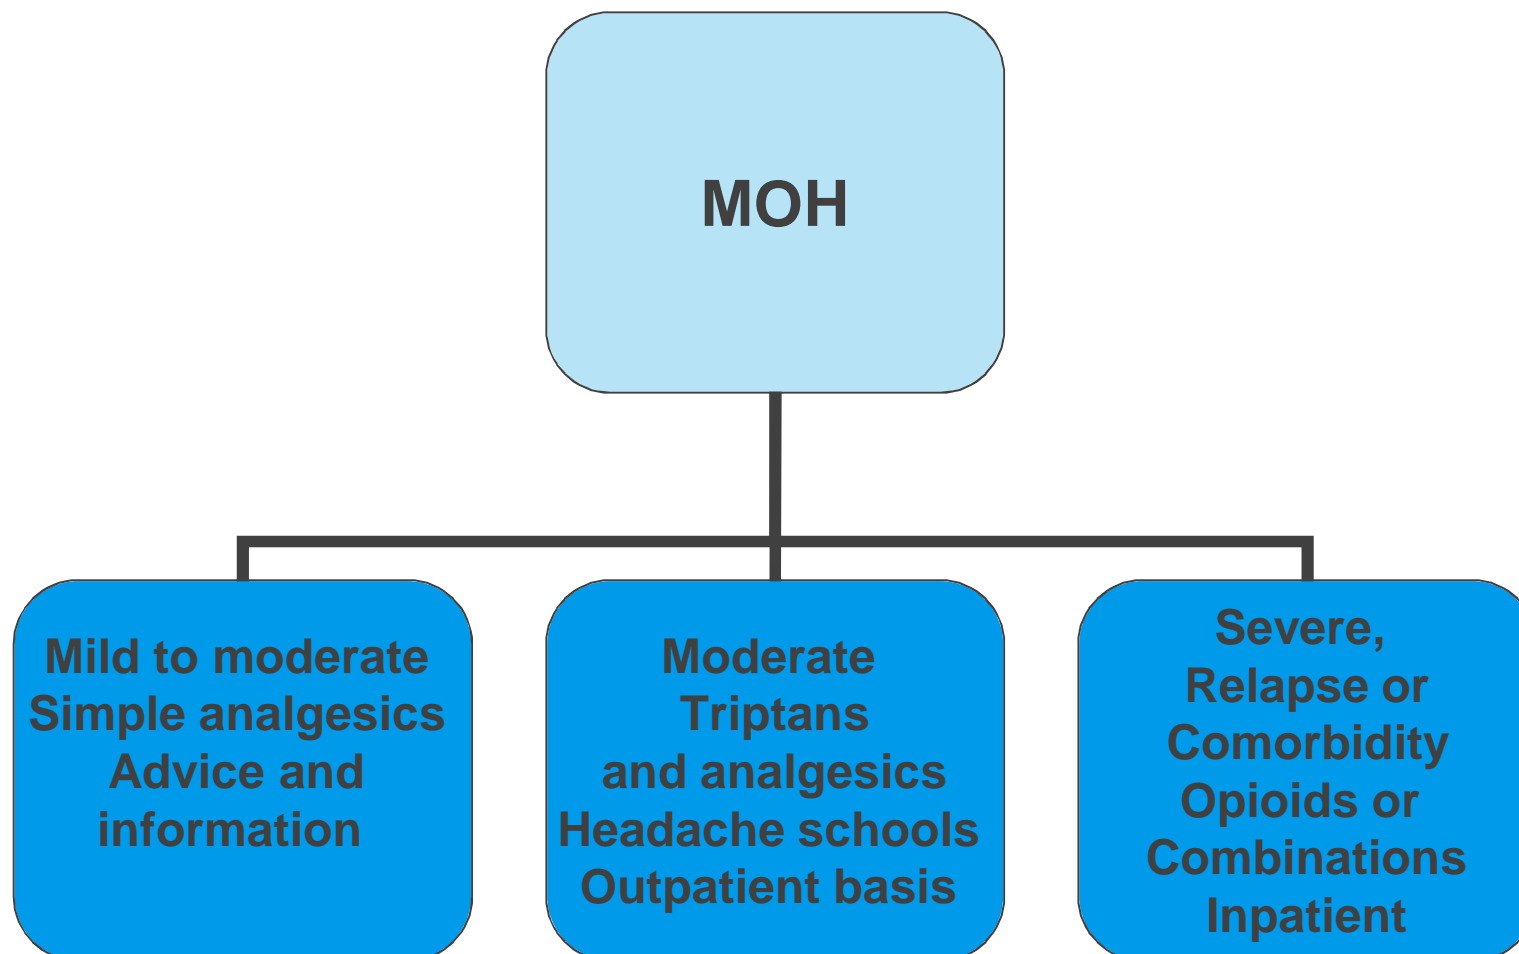 MOH
Mild to moderate
Simple analgesics
Advice and
information
Moderate
Triptans
and analgesics
Headache schools
Outpatient basis
Severe,
Relapse or
Comorbidity
Opioids or
Combinations
Inpatient